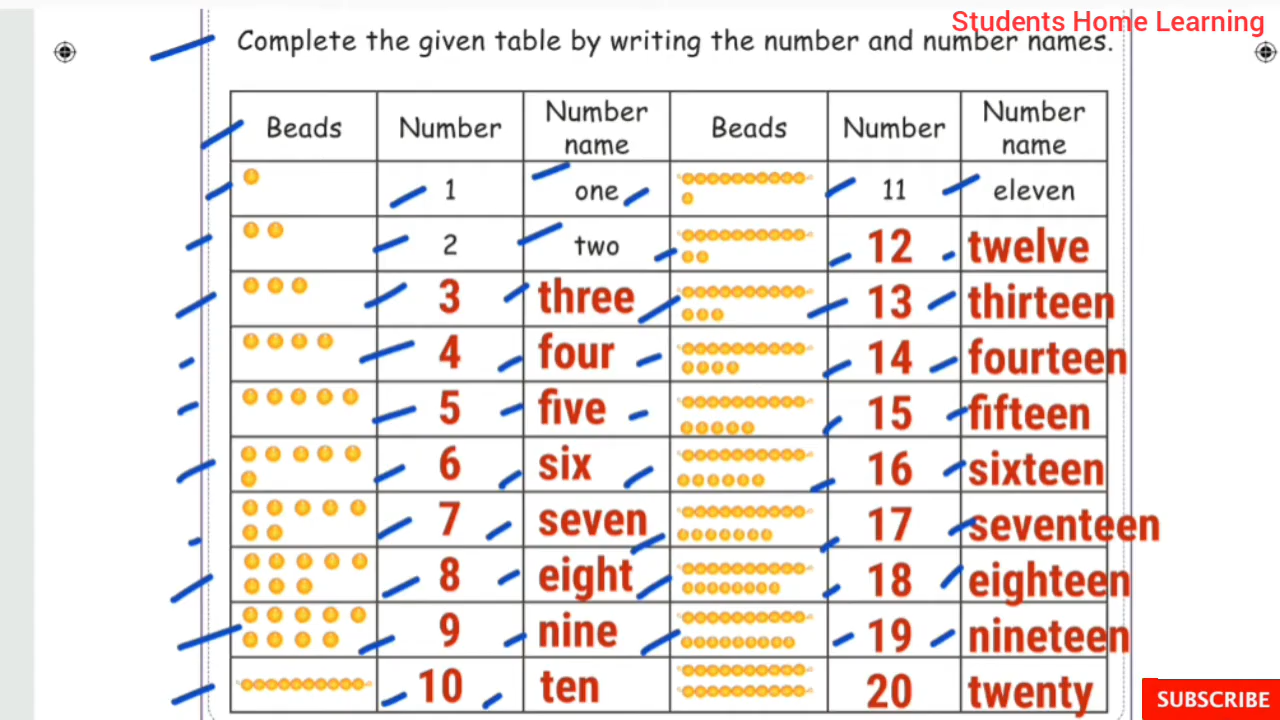 Students Home Learning
Complete the given table by writing the number and number names.
Beads Number Number name Beads Number Number name
1 one 11 eleven
2 two 12 twelve
3 three 13 thirteen
4 four 14 fourteen
5 five 15 fifteen
6 six 16 sixteen
7 seven 17 seventeen
8 eight 18 eighteen
9 nine 19 nineteen
10 ten 20 twenty
SUBSCRIBE